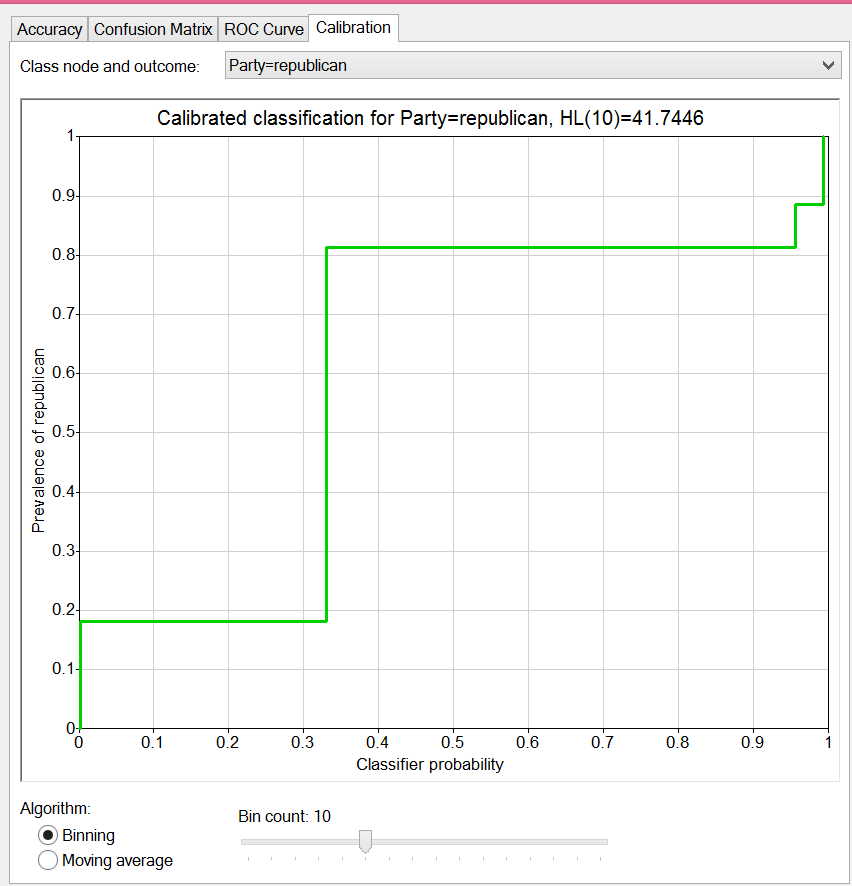 Accuracy Confusion Matrix ROC Curve Calibration
Class node and outcome: Party=republican
Calibrated classification for Party=republican, HL(10)=41.7446
1
0.9
0.8
0.7
0.6
0.5
0.4
0.3
0.2
0.1
0
Prevalence of republican
0 0.1 0.2 0.3 0.4 0.5 0.6 0.7 0.8 0.9 1
Classifier probability
Algorithm:
Binning
Moving average
Bin count: 10